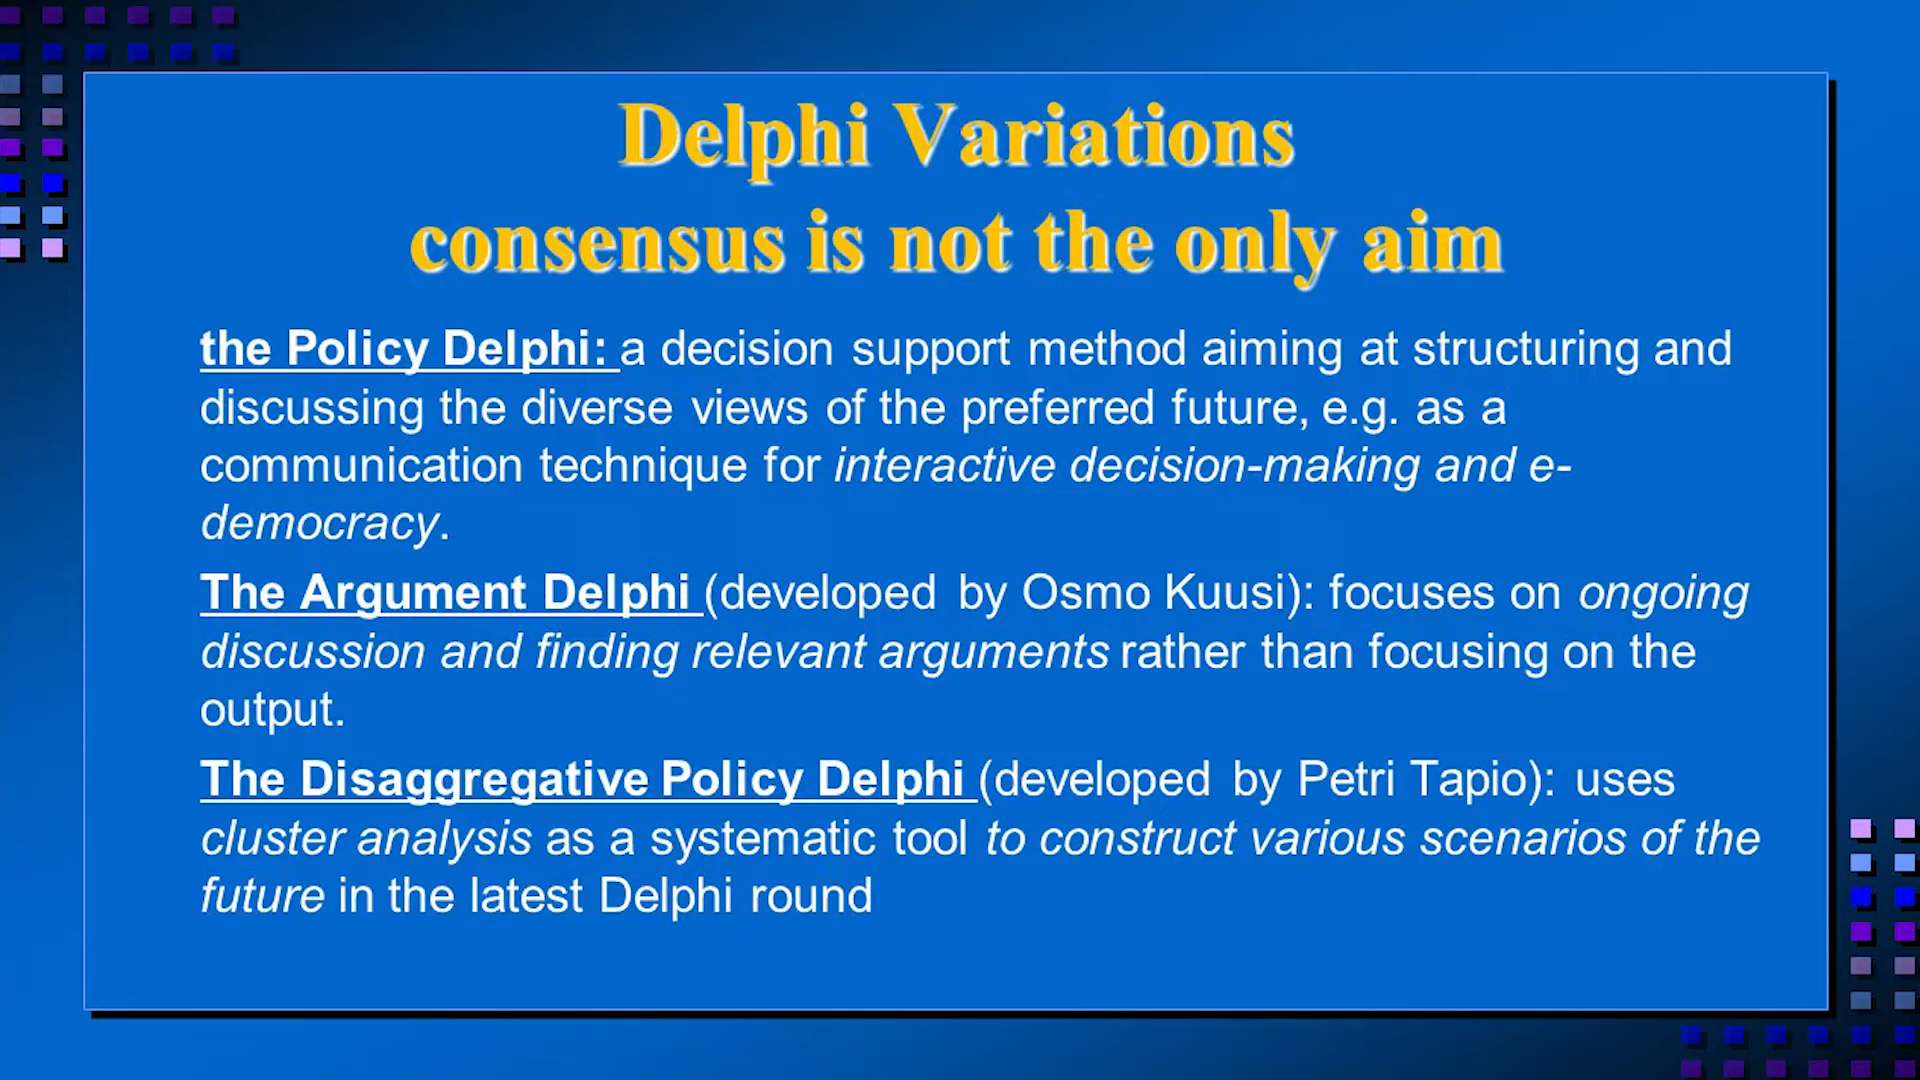 Delphi Variations
consensus is not the only aim
the Policy Delphi: a decision support method aiming at structuring and
discussing the diverse views of the preferred future, e.g. as a
communication technique for interactive decision-making and e-
democracy.
The Argument Delphi (developed by Osmo Kuusi): focuses on ongoing
discussion and finding relevant arguments rather than focusing on the
output.
The Disaggregative Policy Delphi (developed by Petri Tapio): uses
cluster analysis as a systematic tool to construct various scenarios of the
future in the latest Delphi round